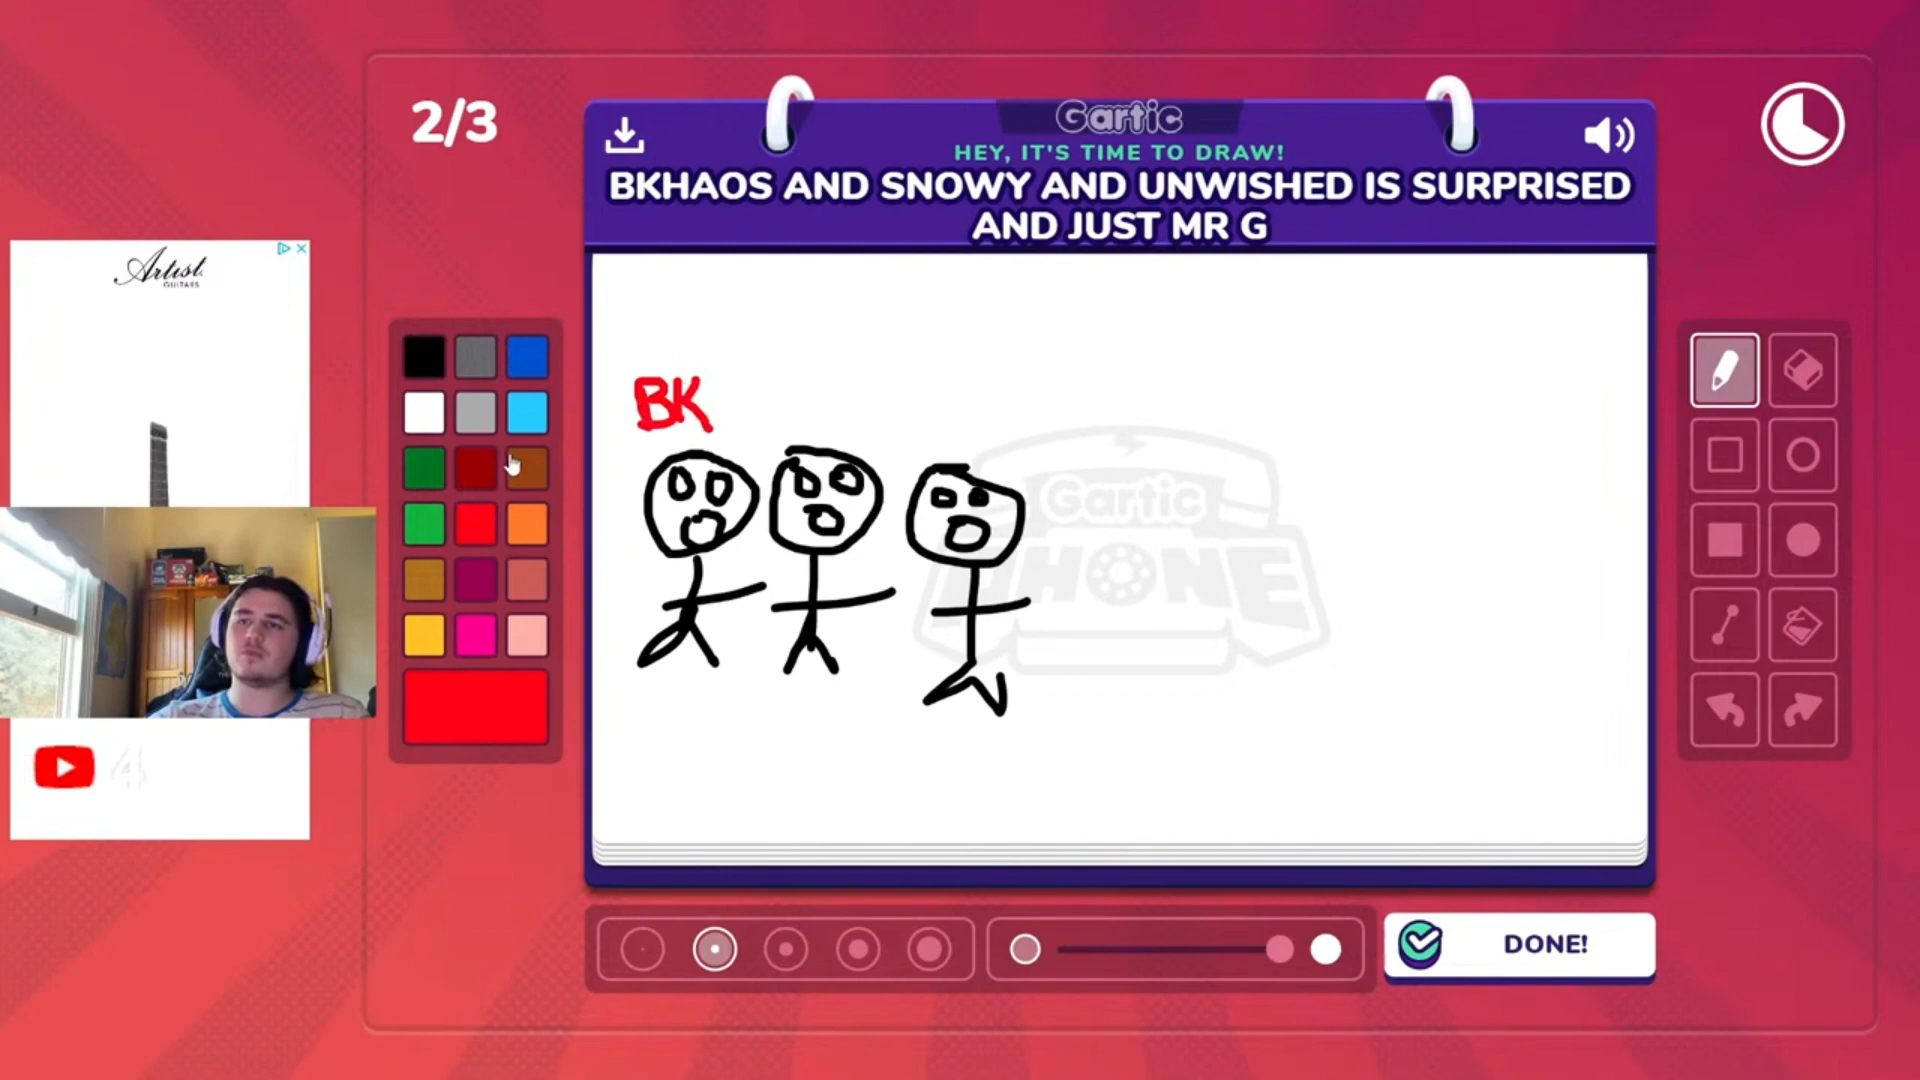 2/3
Gartic
HEY, IT'S TIME TO DRAW!
BKHAOS AND SNOWY AND UNWISHED IS SURPRISED
AND JUST MR G
Artist
GUITARS
BK
Gartic
PHONE
4
DONE!